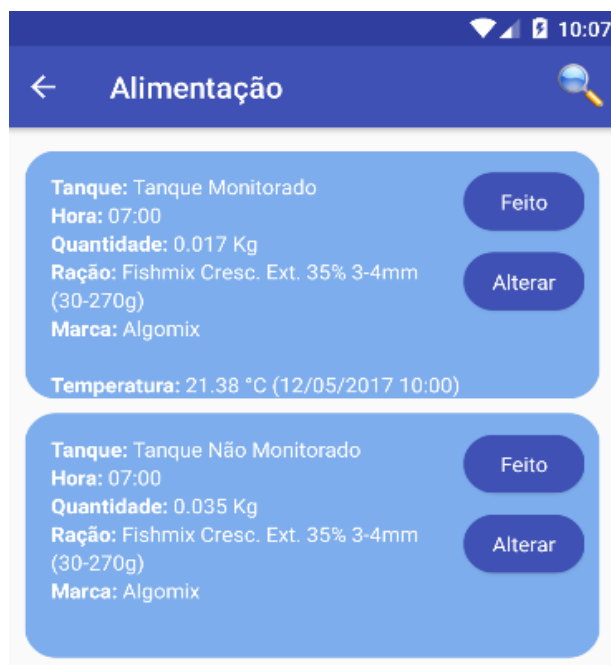 10:07
Alimentação
Tanque: Tanque Monitorado
Hora: 07:00
Quantidade: 0.017 Kg
Ração: Fishmix Cresc. Ext. 35% 3-4mm
(30-270g)
Marca: Algomix
Temperatura: 21.38 °C (12/05/2017 10:00)
Feito
Alterar
Tanque: Tanque Não Monitorado
Hora: 07:00
Quantidade: 0.035 Kg
Ração: Fishmix Cresc. Ext. 35% 3-4mm
(30-270g)
Marca: Algomix
Feito
Alterar